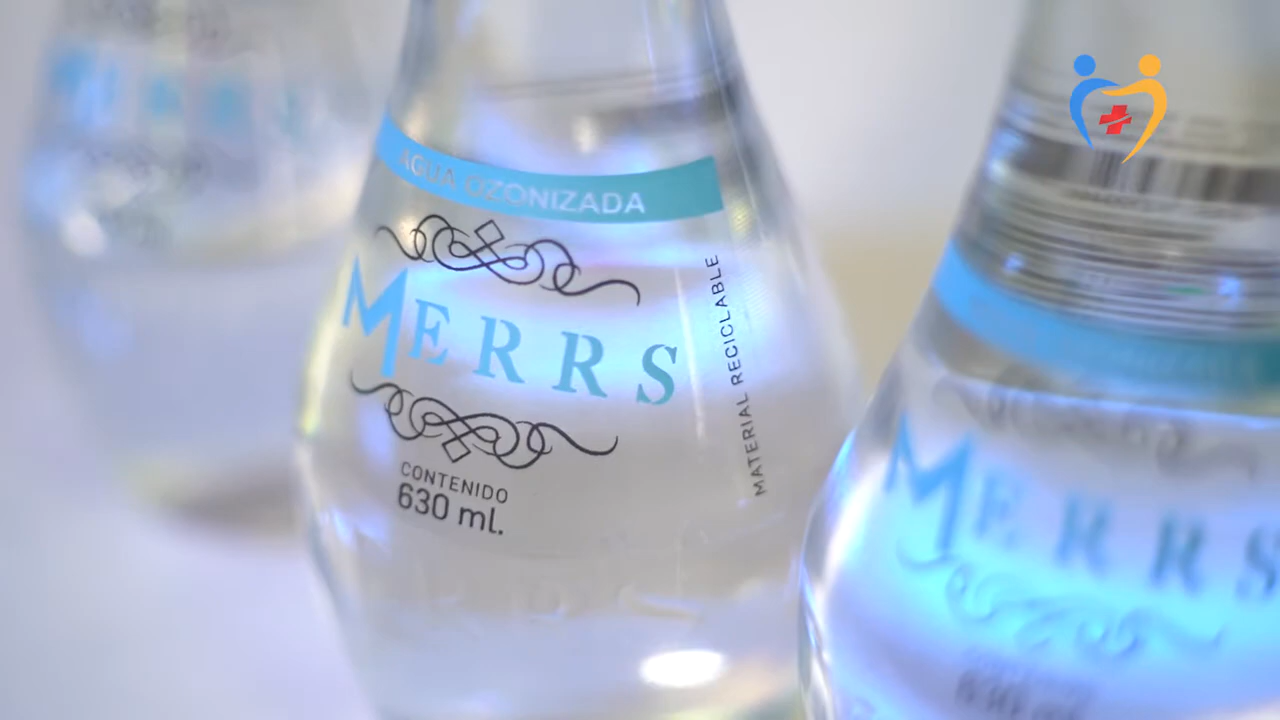 AGUA OZONIZADA
MERRS
CONTENIDO
630 ml.
MATERIAL RECICLABLE
MERRS